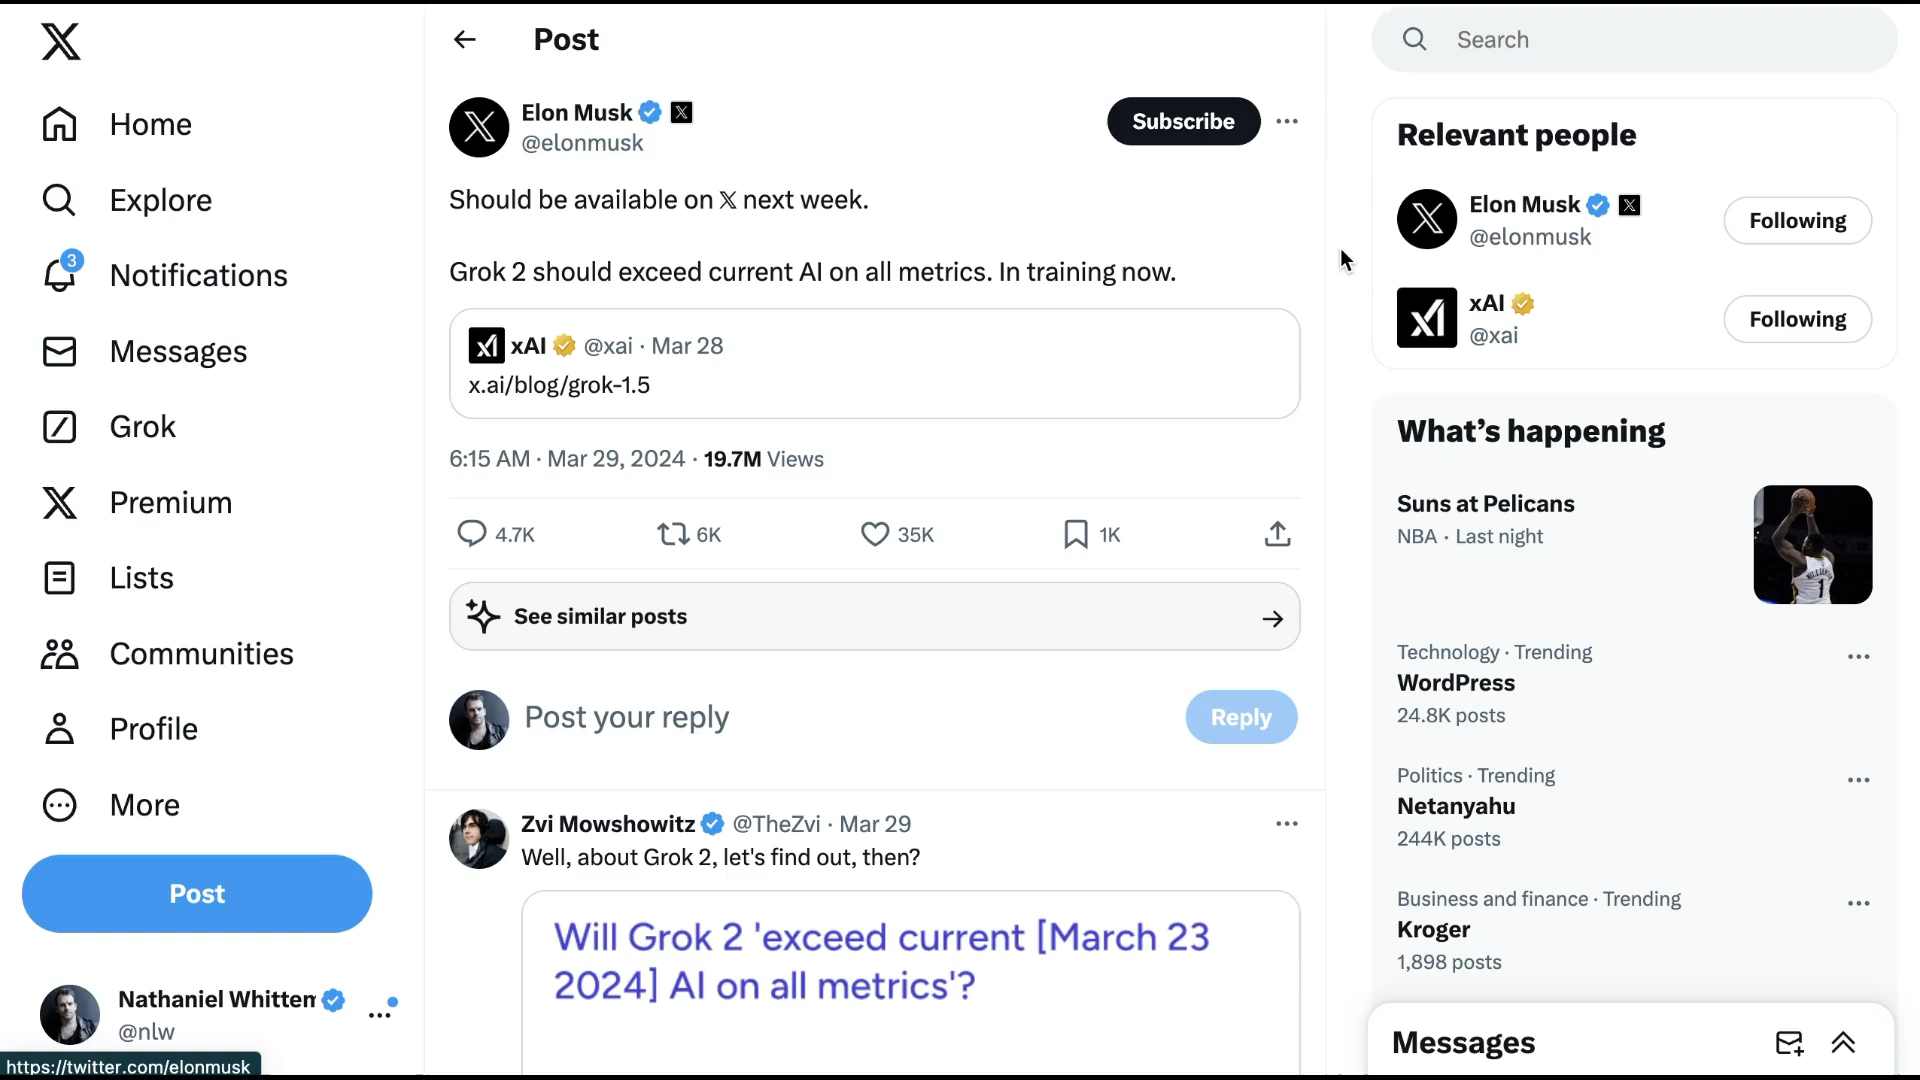 Home
Explore
3
Notifications
Messages
Grok
Premium
Lists
Communities
Profile
More
Post
Nathaniel Whittem
@nlw
https://twitter.com/elonmusk
Post
Elon Musk
@elonmusk
Subscribe
Should be available on 𝕏 next week.
Grok 2 should exceed current AI on all metrics. In training now.
xAI @xai · Mar 28
x.ai/blog/grok-1.5
6:15 AM · Mar 29, 2024 · 19.7M Views
4.7K 6K 35K 1K
See similar posts
Post your reply
Reply
Zvi Mowshowitz @TheZvi · Mar 29
Well, about Grok 2, let's find out, then?
Will Grok 2 'exceed current [March 23
2024] AI on all metrics'?
Search
Relevant people
Elon Musk
@elonmusk
Following
xAI
@xai
Following
What’s happening
Suns at Pelicans
NBA · Last night
Technology · Trending
WordPress
24.8K posts
Politics · Trending
Netanyahu
244K posts
Business and finance · Trending
Kroger
1,898 posts
Messages